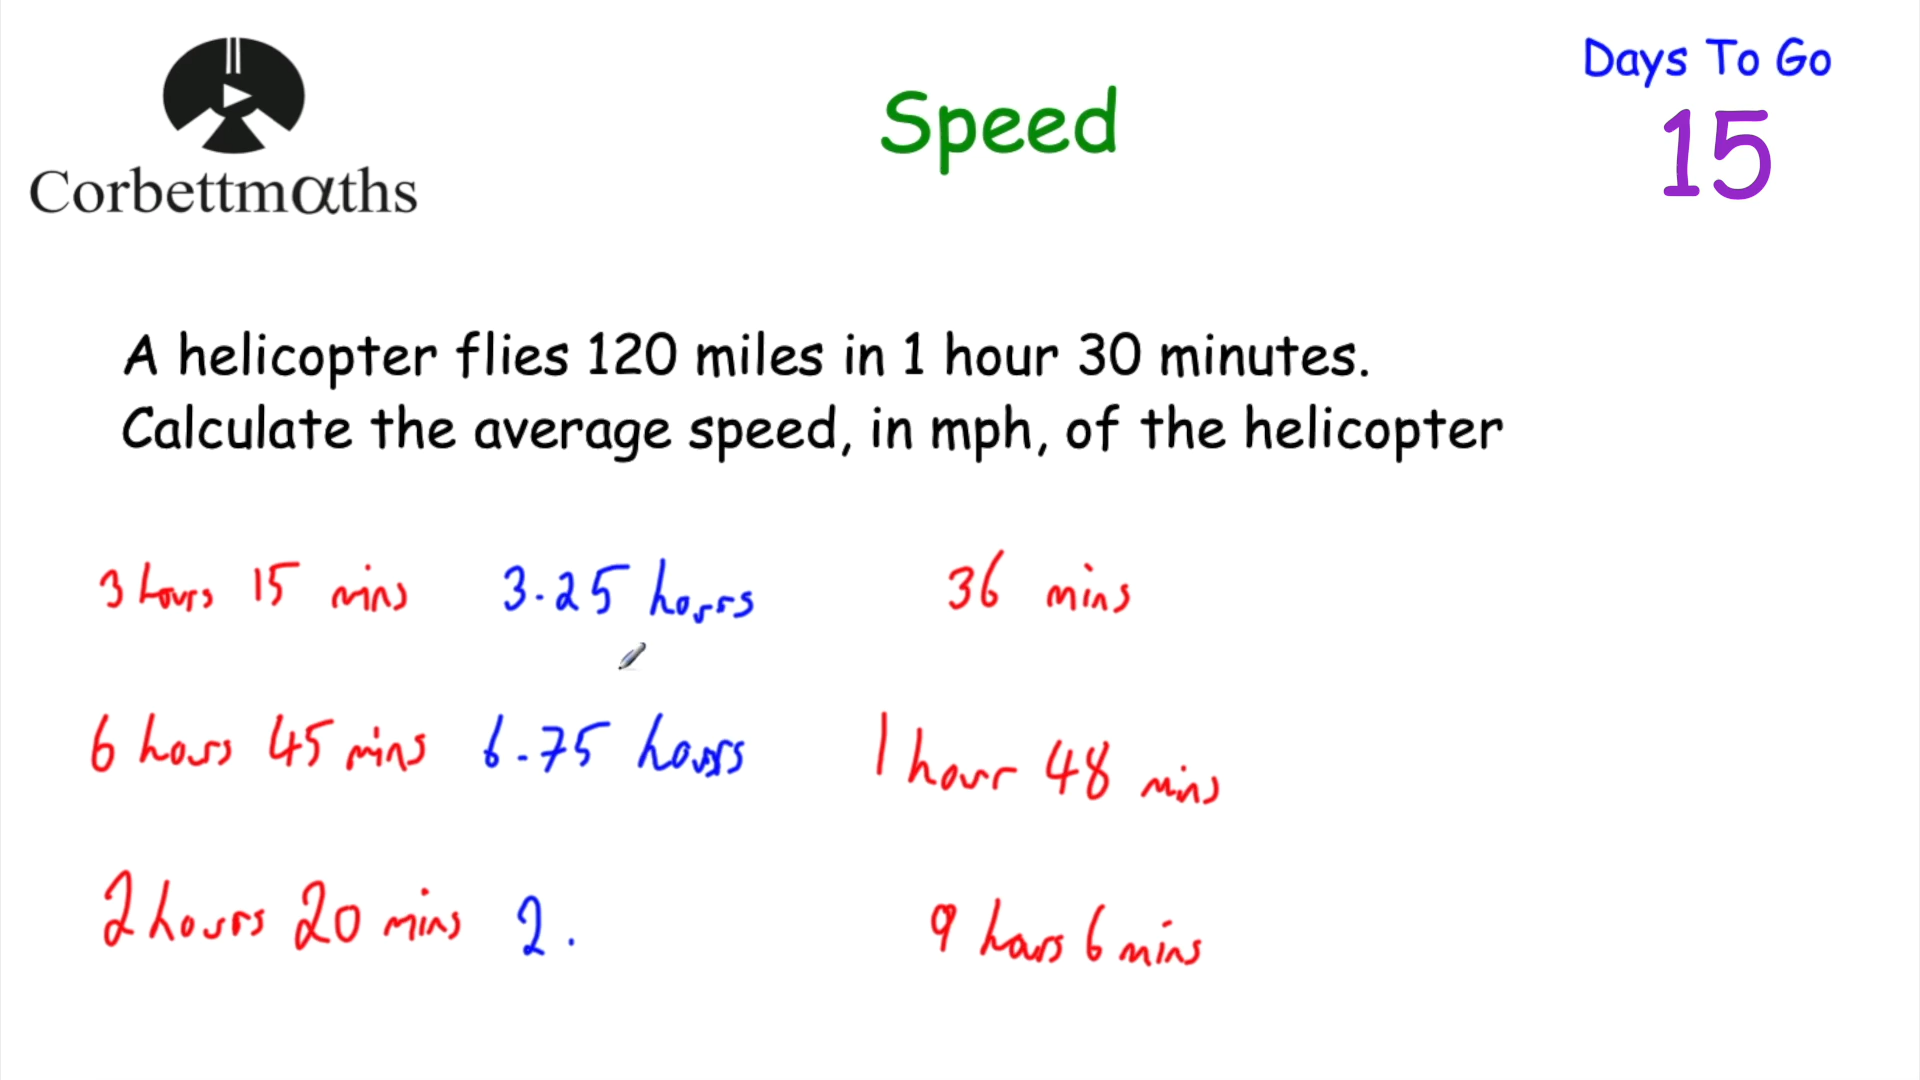 Corbettmαths
Speed
Days To Go
15
A helicopter flies 120 miles in 1 hour 30 minutes.
Calculate the average speed, in mph, of the helicopter
3 hours 15 mins 3.25 hours 36 mins
6 hours 45 mins 6.75 hours 1 hour 48 mins
2 hours 20 mins 2. 9 hours 6 mins